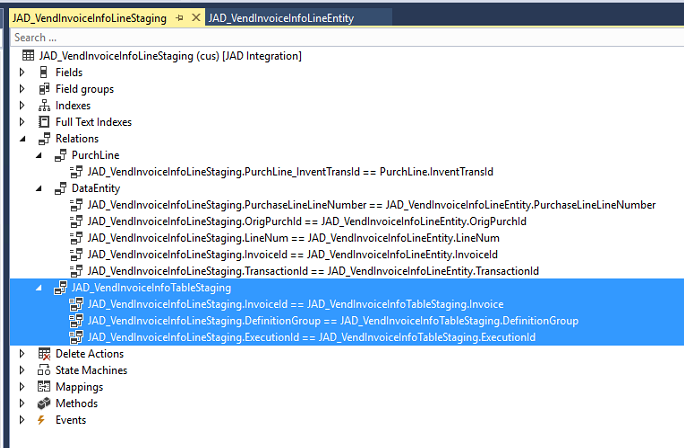 JAD_VendInvoiceInfoLineStaging JAD_VendInvoiceInfoLineEntity
Search ...
JAD_VendInvoiceInfoLineStaging (cus) [JAD Integration]
Fields
Field groups
Indexes
Full Text Indexes
Relations
PurchLine
JAD_VendInvoiceInfoLineStaging.PurchLine_InventTransId == PurchLine.InventTransId
DataEntity
JAD_VendInvoiceInfoLineStaging.PurchaseLineLineNumber == JAD_VendInvoiceInfoLineEntity.PurchaseLineLineNumber
JAD_VendInvoiceInfoLineStaging.OrigPurchId == JAD_VendInvoiceInfoLineEntity.OrigPurchId
JAD_VendInvoiceInfoLineStaging.LineNum == JAD_VendInvoiceInfoLineEntity.LineNum
JAD_VendInvoiceInfoLineStaging.InvoiceId == JAD_VendInvoiceInfoLineEntity.InvoiceId
JAD_VendInvoiceInfoLineStaging.TransactionId == JAD_VendInvoiceInfoLineEntity.TransactionId
JAD_VendInvoiceInfoTableStaging
JAD_VendInvoiceInfoLineStaging.InvoiceId == JAD_VendInvoiceInfoTableStaging.Invoice
JAD_VendInvoiceInfoLineStaging.DefinitionGroup == JAD_VendInvoiceInfoTableStaging.DefinitionGroup
JAD_VendInvoiceInfoLineStaging.ExecutionId == JAD_VendInvoiceInfoTableStaging.ExecutionId
Delete Actions
State Machines
Mappings
Methods
Events